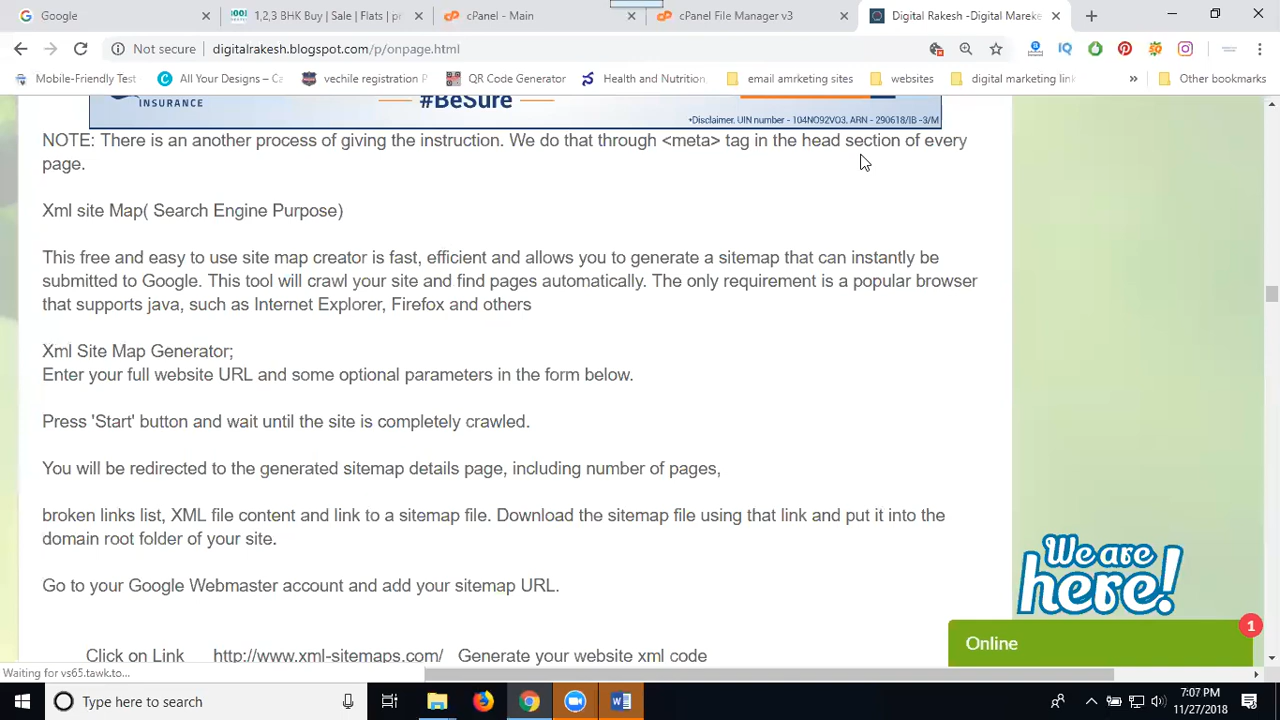 Google
1,2,3 BHK Buy | Sale | Flats | pr
cPanel - Main
cPanel File Manager v3
Digital Rakesh -Digital Mareke
Not secure
digitalrakesh.blogspot.com/p/onpage.html
Mobile-Friendly Test
All Your Designs – Ca
vechile registration P
QR Code Generator
Health and Nutrition,
email amrketing sites
websites
digital marketing link
Other bookmarks
INSURANCE
#BeSure
*Disclaimer. UIN number - 104NO92VO3, ARN - 290618/IB -3/M
NOTE: There is an another process of giving the instruction. We do that through <meta> tag in the head section of every
page.
Xml site Map( Search Engine Purpose)
This free and easy to use site map creator is fast, efficient and allows you to generate a sitemap that can instantly be
submitted to Google. This tool will crawl your site and find pages automatically. The only requirement is a popular browser
that supports java, such as Internet Explorer, Firefox and others
Xml Site Map Generator;
Enter your full website URL and some optional parameters in the form below.
Press 'Start' button and wait until the site is completely crawled.
You will be redirected to the generated sitemap details page, including number of pages,
broken links list, XML file content and link to a sitemap file. Download the sitemap file using that link and put it into the
domain root folder of your site.
Go to your Google Webmaster account and add your sitemap URL.
We are
here!
1
Online
Click on Link http://www.xml-sitemaps.com/ Generate your website xml code
Waiting for vs65.tawk.to...
Type here to search
7:07 PM
11/27/2018